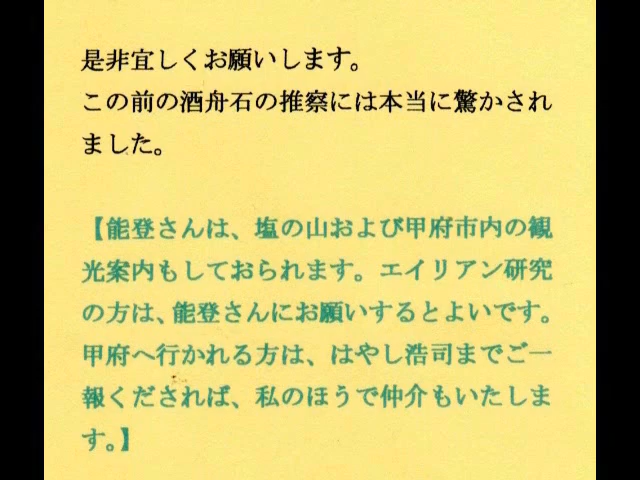 是非宜しくお願いします。
この前の酒舟石の推察には本当に驚かされ
ました。
【能登さんは、塩の山および甲府市内の観
光案内もしておられます。エイリアン研究
の方は、能登さんにお願いするとよいです。
甲府へ行かれる方は、はやし浩司までご一
報くだされば、私のほうで仲介もいたしま
す。】